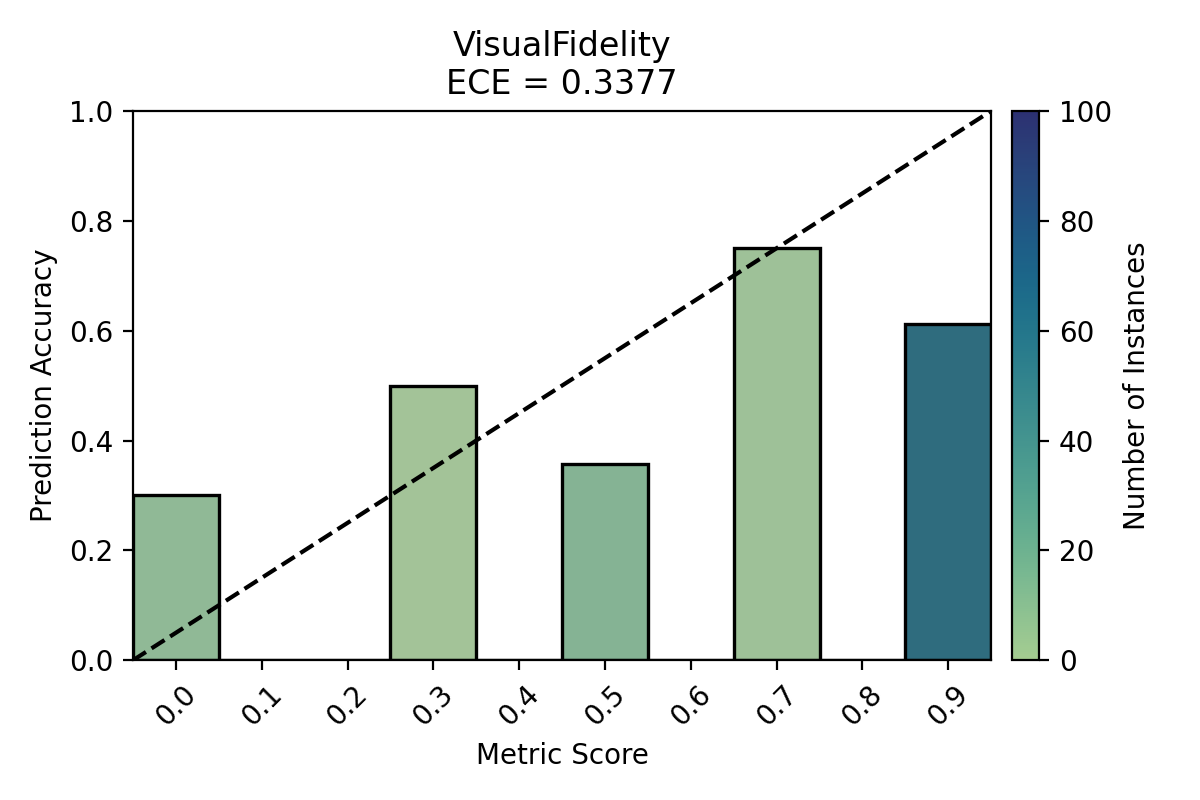 VisualFidelity
ECE = 0.3377
Prediction Accuracy
1.0
0.8
0.6
0.4
0.2
0.0
0.0 0.1 0.2 0.3 0.4 0.5 0.6 0.7 0.8 0.9
Metric Score
100
80
60
40
20
0
Number of Instances